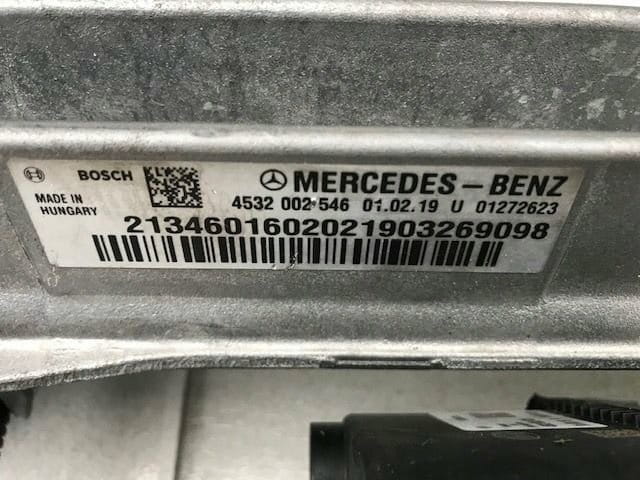 BOSCH MERCEDES-BENZ
MADE IN HUNGARY
4532 002 546 01.02.19 U 01272623
2134601602021903269098